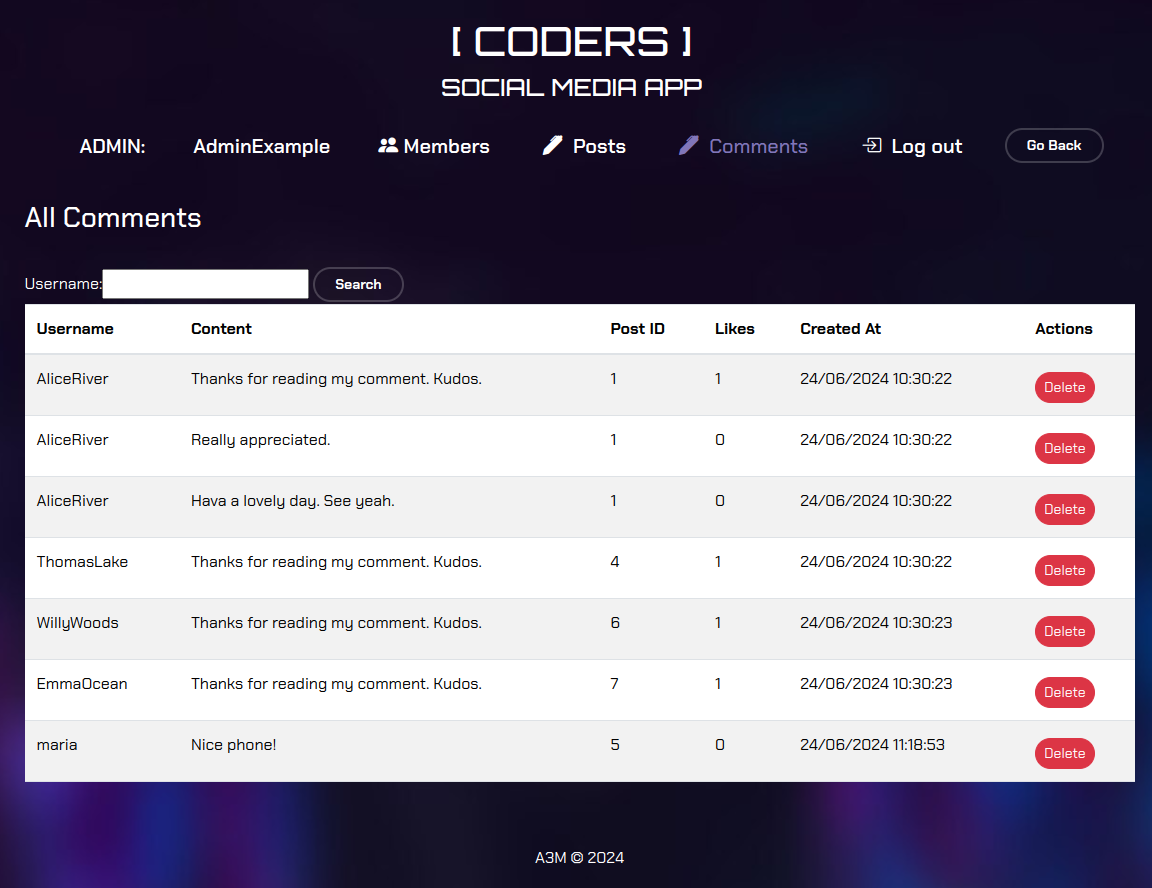 [ CODERS ]
SOCIAL MEDIA APP
ADMIN: AdminExample Members Posts Comments Log out Go Back
All Comments
Username: Search
Username Content Post ID Likes Created At Actions
AliceRiver Thanks for reading my comment. Kudos. 1 1 24/06/2024 10:30:22 Delete
AliceRiver Really appreciated. 1 0 24/06/2024 10:30:22 Delete
AliceRiver Hava a lovely day. See yeah. 1 0 24/06/2024 10:30:22 Delete
ThomasLake Thanks for reading my comment. Kudos. 4 1 24/06/2024 10:30:22 Delete
WillyWoods Thanks for reading my comment. Kudos. 6 1 24/06/2024 10:30:23 Delete
EmmaOcean Thanks for reading my comment. Kudos. 7 1 24/06/2024 10:30:23 Delete
maria Nice phone! 5 0 24/06/2024 11:18:53 Delete
A3M © 2024